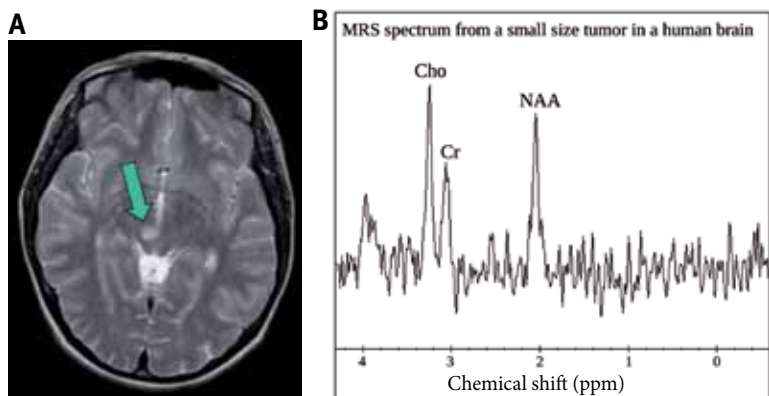 A
B
MRS spectrum from a small size tumor in a human brain
Cho
NAA
Cr
4 3 2 1 0
Chemical shift (ppm)